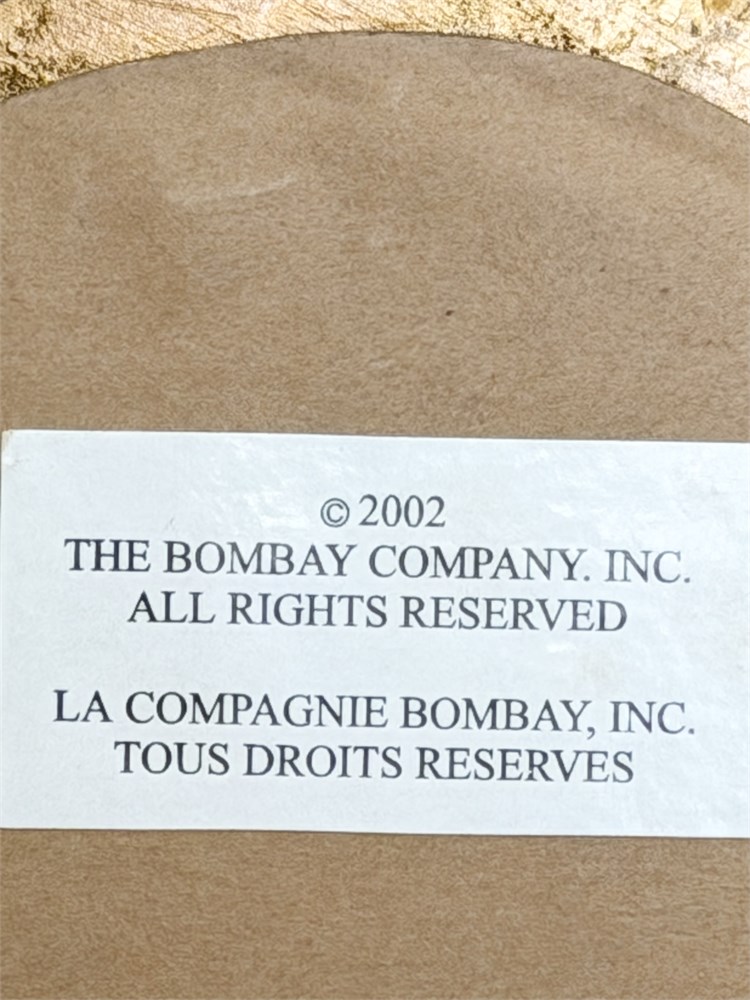 © 2002
THE BOMBAY COMPANY. INC.
ALL RIGHTS RESERVED
LA COMPAGNIE BOMBAY, INC.
TOUS DROITS RESERVES